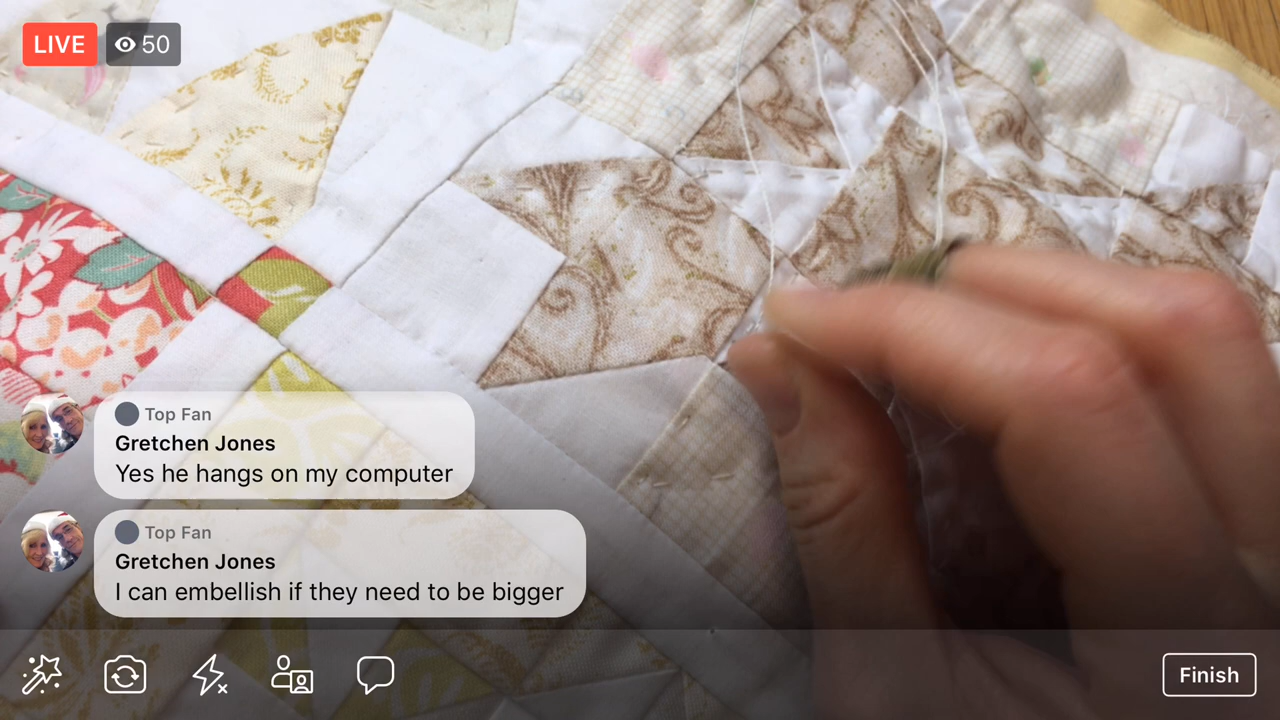 LIVE 50
Top Fan
Gretchen Jones
Yes he hangs on my computer
Top Fan
Gretchen Jones
I can embellish if they need to be bigger
Finish